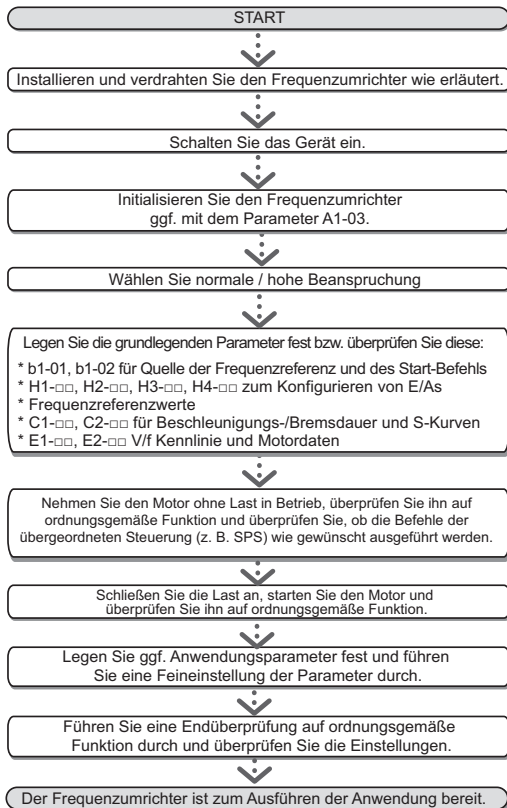 START
Installieren und verdrahten Sie den Frequenzumrichter wie erläutert.
Schalten Sie das Gerät ein.
Initialisieren Sie den Frequenzumrichter
ggf. mit dem Parameter A1-03.
Wählen Sie normale / hohe Beanspruchung
Legen Sie die grundlegenden Parameter fest bzw. überprüfen Sie diese:
* b1-01, b1-02 für Quelle der Frequenzreferenz und des Start-Befehls
* H1-□□, H2-□□, H3-□□, H4-□□ zum Konfigurieren von E/As
* Frequenzreferenzwerte
* C1-□□, C2-□□ für Beschleunigungs-/Bremsdauer und S-Kurven
* E1-□□, E2-□□ V/f Kennlinie und Motordaten
Nehmen Sie den Motor ohne Last in Betrieb, überprüfen Sie ihn auf
ordnungsgemäße Funktion und überprüfen Sie, ob die Befehle der
übergeordneten Steuerung (z. B. SPS) wie gewünscht ausgeführt werden.
Schließen Sie die Last an, starten Sie den Motor und
überprüfen Sie ihn auf ordnungsgemäße Funktion.
Legen Sie ggf. Anwendungsparameter fest und führen
Sie eine Feineinstellung der Parameter durch.
Führen Sie eine Endüberprüfung auf ordnungsgemäße
Funktion durch und überprüfen Sie die Einstellungen.
Der Frequenzumrichter ist zum Ausführen der Anwendung bereit.